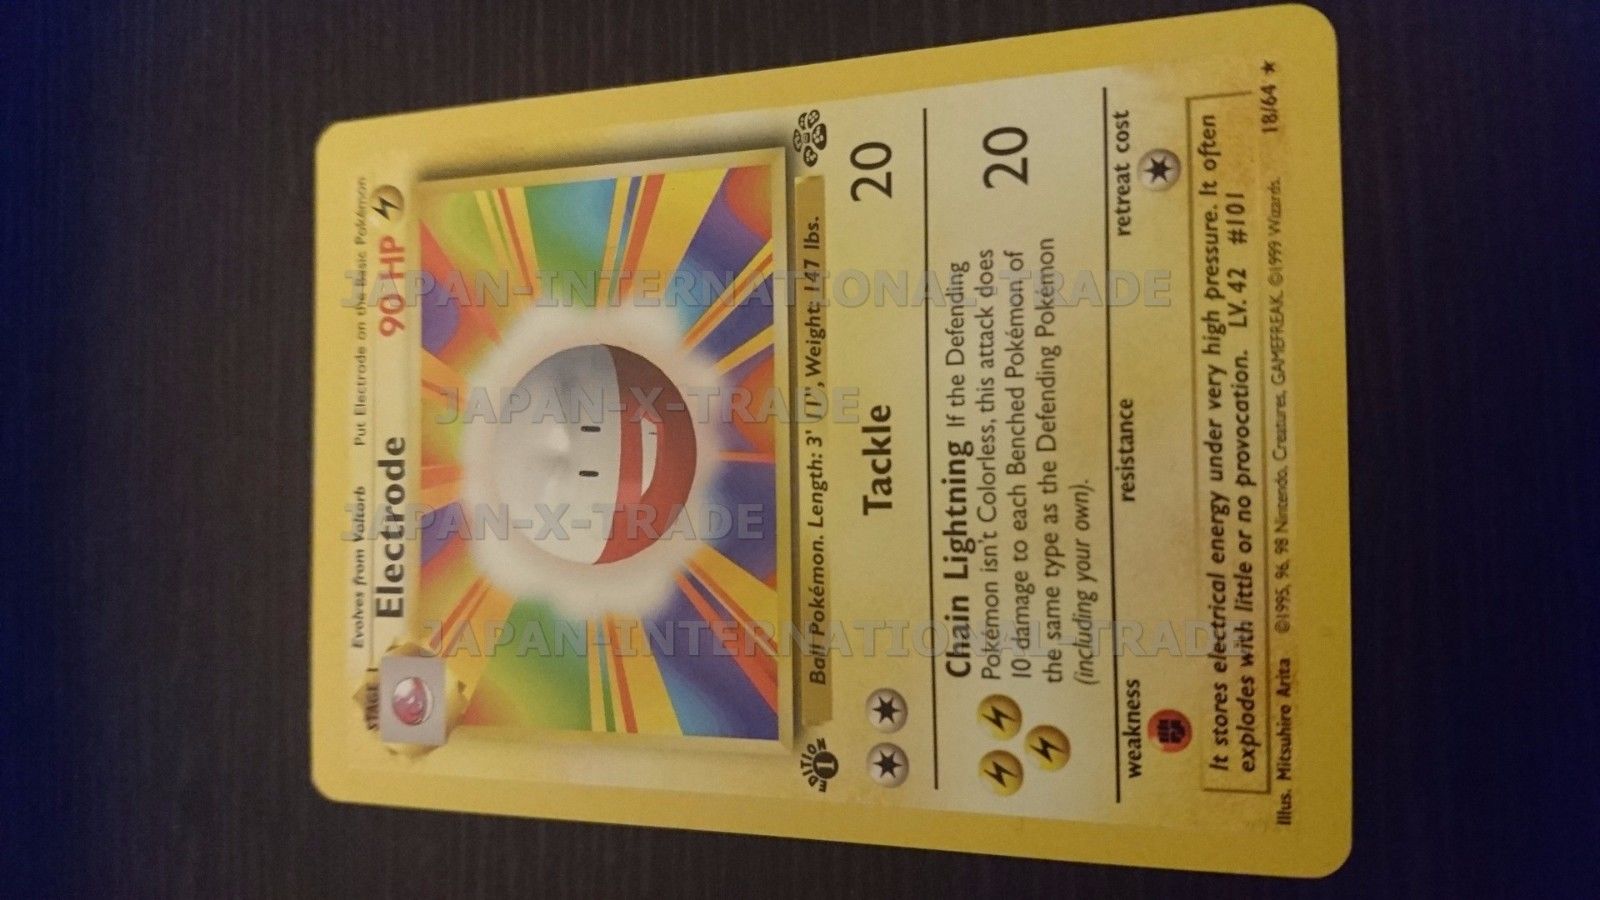 Evolves from Voltorb Put Electrode on the Basic Pokémon
STAGE 1
Electrode 90 HP
Ball Pokémon. Length: 3' 11", Weight: 147 lbs.
EDITION 1
Tackle 20
Chain Lightning If the Defending
Pokémon isn't Colorless, this attack does
10 damage to each Benched Pokémon of
the same type as the Defending Pokémon
(including your own).
20
weakness resistance retreat cost
It stores electrical energy under very high pressure. It often
explodes with little or no provocation. LV. 42 #101
Illus. Mitsuhiro Arita ©1995, 96, 98 Nintendo, Creatures, GAMEFREAK. ©1999 Wizards. 18/64 ★
JAPAN-INTERNATIONAL-TRADE
JAPAN-X-TRADE
JAPAN-X-TRADE
JAPAN-INTERNATIONAL-TRADE